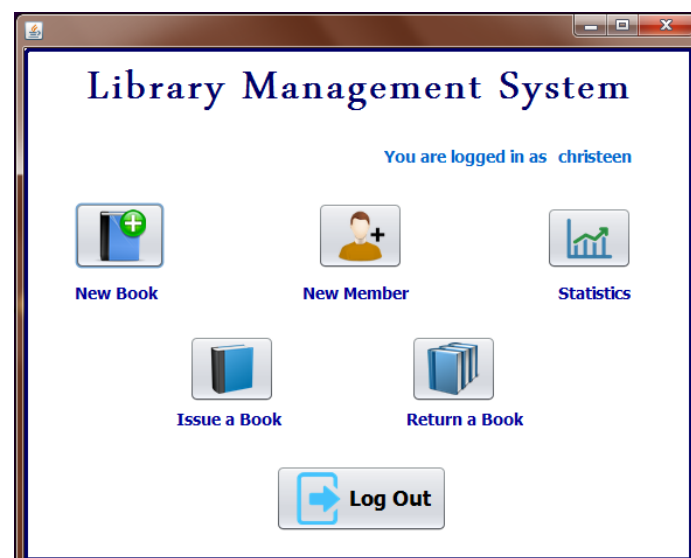 Library Management System
You are logged in as christeen
New Book
New Member
Statistics
Issue a Book
Return a Book
Log Out